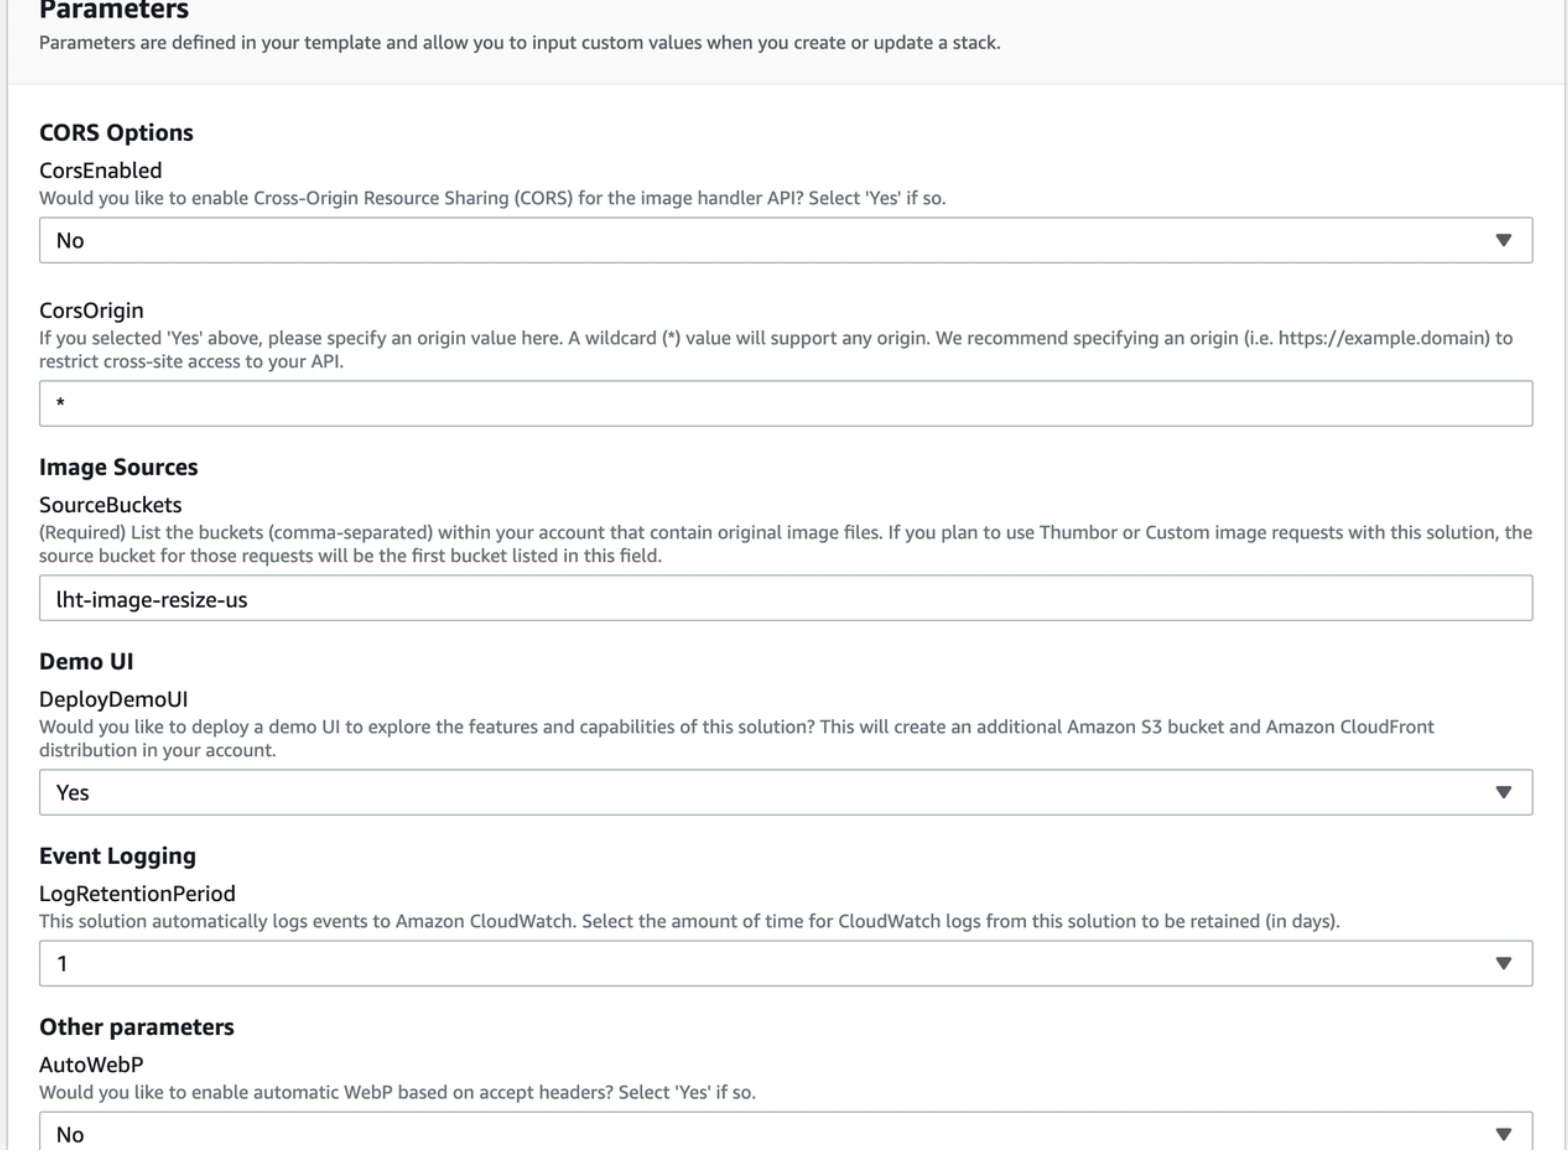 Parameters
Parameters are defined in your template and allow you to input custom values when you create or update a stack.
CORS Options
CorsEnabled
Would you like to enable Cross-Origin Resource Sharing (CORS) for the image handler API? Select 'Yes' if so.
No
CorsOrigin
If you selected 'Yes' above, please specify an origin value here. A wildcard (*) value will support any origin. We recommend specifying an origin (i.e. https://example.domain) to
restrict cross-site access to your API.
*
Image Sources
SourceBuckets
(Required) List the buckets (comma-separated) within your account that contain original image files. If you plan to use Thumbor or Custom image requests with this solution, the
source bucket for those requests will be the first bucket listed in this field.
lht-image-resize-us
Demo UI
DeployDemoUI
Would you like to deploy a demo UI to explore the features and capabilities of this solution? This will create an additional Amazon S3 bucket and Amazon CloudFront
distribution in your account.
Yes
Event Logging
LogRetentionPeriod
This solution automatically logs events to Amazon CloudWatch. Select the amount of time for CloudWatch logs from this solution to be retained (in days).
1
Other parameters
AutoWebP
Would you like to enable automatic WebP based on accept headers? Select 'Yes' if so.
No